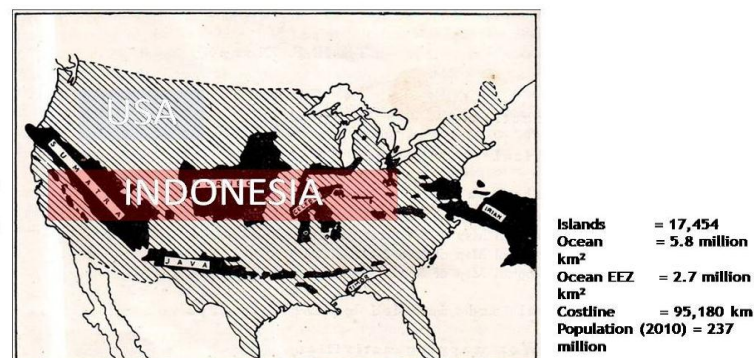 USA
SUMATRA
INDONESIA
JAVA
TIMOR
IRIAN
Islands = 17,454
Ocean = 5.8 million
km²
Ocean EEZ = 2.7 million
km²
Costline = 95,180 km
Population (2010) = 237
million